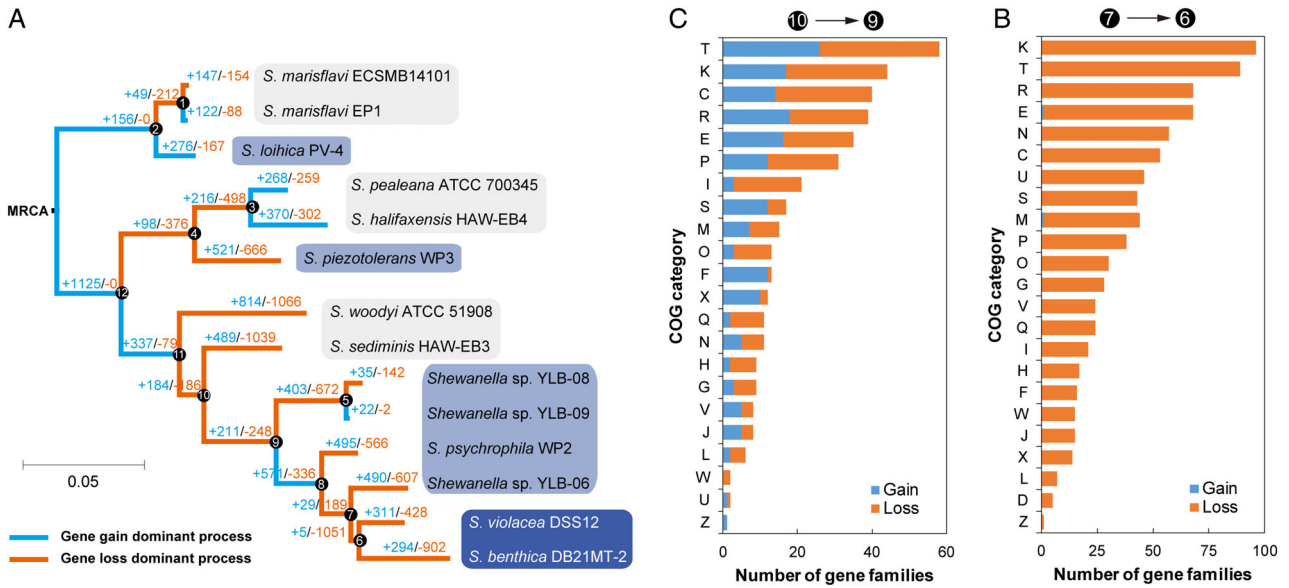 A
+147/-154
S. marisflavi ECSMB14101
+49/-212
1
S. marisflavi EP1
+122/-88
+156/-0
2
+276/-167
S. loihica PV-4
+268/-259
S. pealeana ATCC 700345
+216/-498
3
S. halifaxensis HAW-EB4
+370/-302
MRCA
+98/-376
4
+521/-666
S. piezotolerans WP3
+1125/-0
12
+814/-1066
S. woodyi ATCC 51908
+337/-79
11
+489/-1039
S. sediminis HAW-EB3
+184/-186
10
+35/-142
Shewanella sp. YLB-08
+403/-672
5
+22/-2
Shewanella sp. YLB-09
+211/-248
9
+495/-566
S. psychrophila WP2
+571/-336
8
+490/-607
Shewanella sp. YLB-06
+29/-189
7
+311/-428
S. violacea DSS12
+5/-1051
6
+294/-902
S. benthica DB21MT-2
0.05
Gene gain dominant process
Gene loss dominant process
C
10 → 9
COG category
T
K
C
R
E
P
I
S
M
O
F
X
Q
N
H
G
V
J
L
W
U
Z
Gain
Loss
0 20 40 60
Number of gene families
B
7 → 6
COG category
K
T
R
E
N
C
U
S
M
P
O
G
V
Q
I
H
F
W
J
X
L
D
Z
Gain
Loss
0 25 50 75 100
Number of gene families